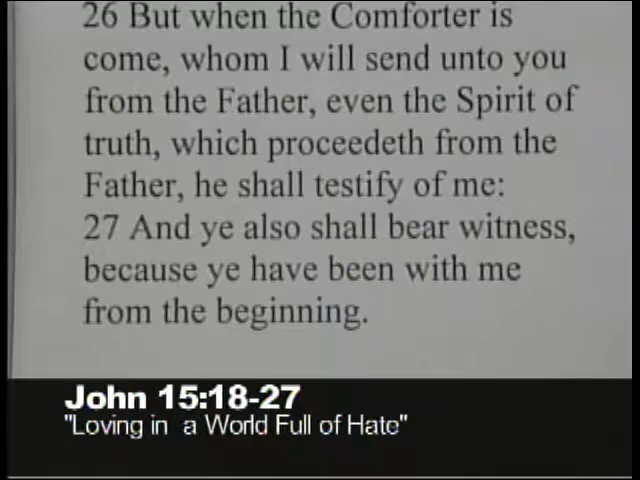 26 But when the Comforter is
come, whom I will send unto you
from the Father, even the Spirit of
truth, which proceedeth from the
Father, he shall testify of me:
27 And ye also shall bear witness,
because ye have been with me
from the beginning.
John 15:18-27
"Loving in a World Full of Hate"